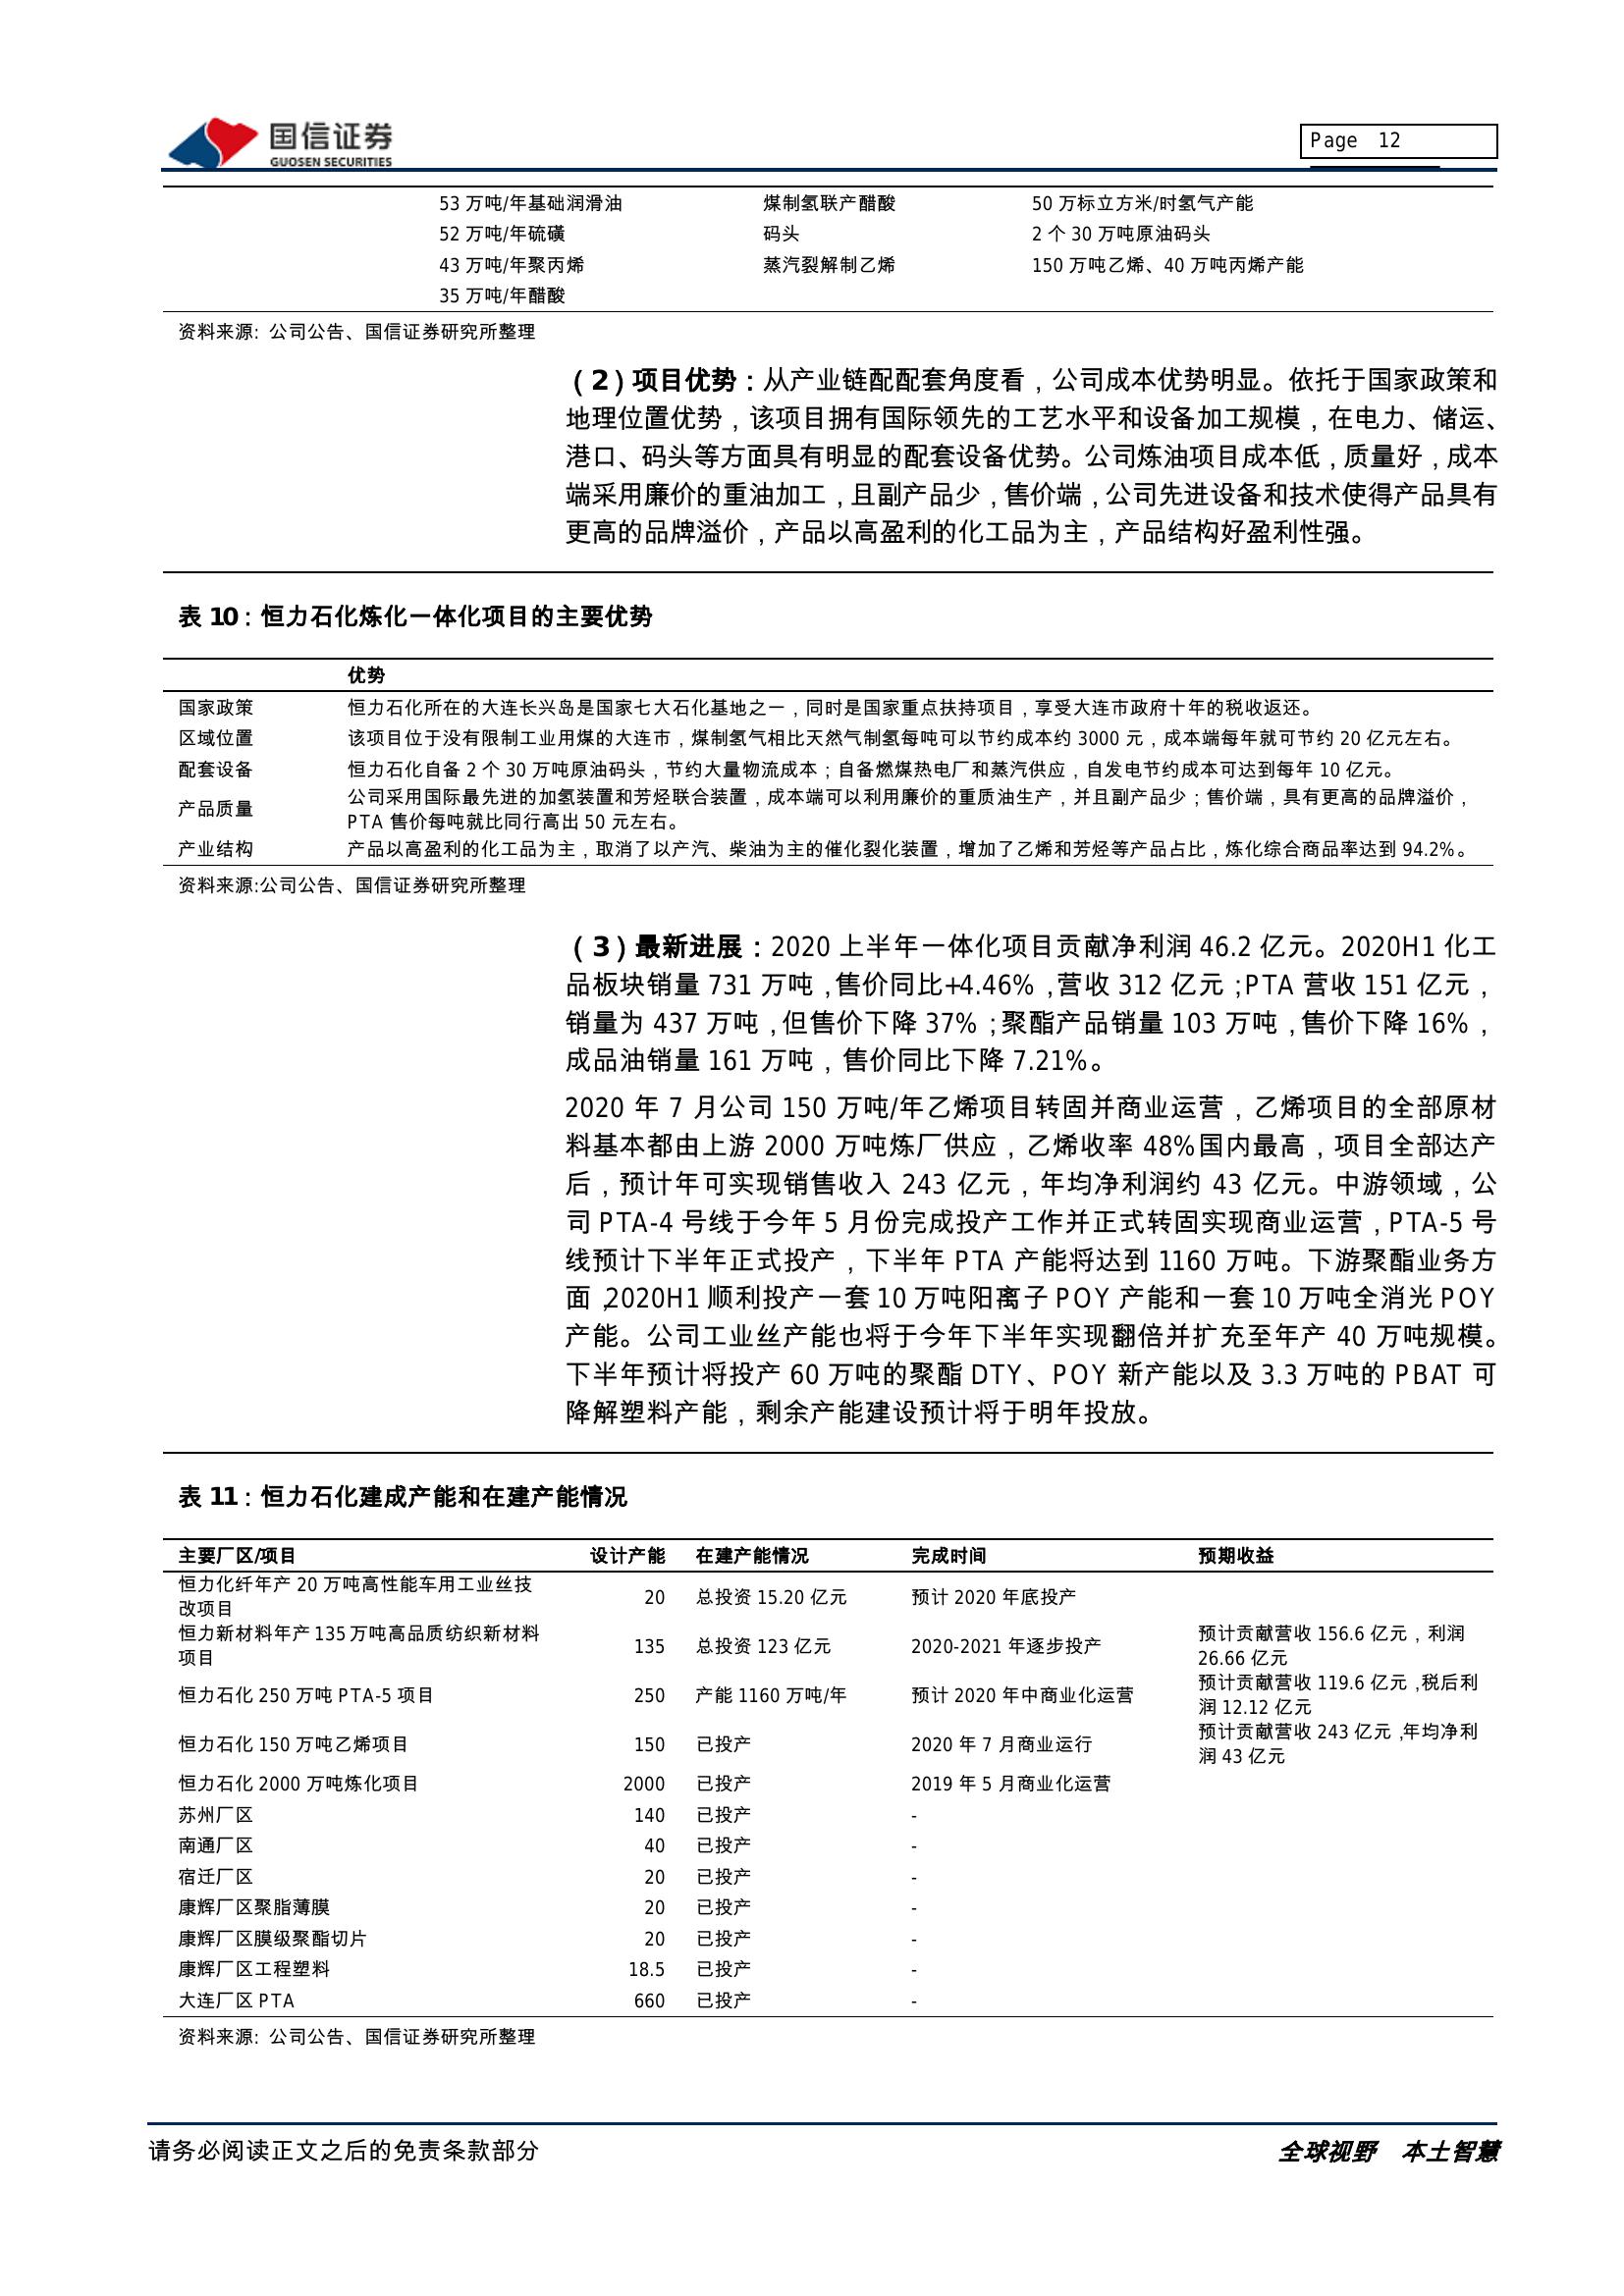 国信证券
GUOSEN SECURITIES
Page 12
53 万吨/年基础润滑油 煤制氢联产醋酸 50 万标立方米/时氢气产能
52 万吨/年硫磺 码头 2 个 30 万吨原油码头
43 万吨/年聚丙烯 蒸汽裂解制乙烯 150 万吨乙烯、40 万吨丙烯产能
35 万吨/年醋酸
资料来源: 公司公告、国信证券研究所整理
（2）项目优势：从产业链配配套角度看，公司成本优势明显。依托于国家政策和
地理位置优势，该项目拥有国际领先的工艺水平和设备加工规模，在电力、储运、
港口、码头等方面具有明显的配套设备优势。公司炼油项目成本低，质量好，成本
端采用廉价的重油加工，且副产品少，售价端，公司先进设备和技术使得产品具有
更高的品牌溢价，产品以高盈利的化工品为主，产品结构好盈利性强。
表 10：恒力石化炼化一体化项目的主要优势
优势
国家政策 恒力石化所在的大连长兴岛是国家七大石化基地之一，同时是国家重点扶持项目，享受大连市政府十年的税收返还。
区域位置 该项目位于没有限制工业用煤的大连市，煤制氢气相比天然气制氢每吨可以节约成本约 3000 元，成本端每年就可节约 20 亿元左右。
配套设备 恒力石化自备 2 个 30 万吨原油码头，节约大量物流成本；自备燃煤热电厂和蒸汽供应，自发电节约成本可达到每年 10 亿元。
产品质量 公司采用国际最先进的加氢装置和芳烃联合装置，成本端可以利用廉价的重质油生产，并且副产品少；售价端，具有更高的品牌溢价，
PTA 售价每吨就比同行高出 50 元左右。
产业结构 产品以高盈利的化工品为主，取消了以产汽、柴油为主的催化裂化装置，增加了乙烯和芳烃等产品占比，炼化综合商品率达到 94.2%。
资料来源:公司公告、国信证券研究所整理
（3）最新进展：2020 上半年一体化项目贡献净利润 46.2 亿元。2020H1 化工
品板块销量 731 万吨，售价同比+4.46%，营收 312 亿元；PTA 营收 151 亿元，
销量为 437 万吨，但售价下降 37%；聚酯产品销量 103 万吨，售价下降 16%，
成品油销量 161 万吨，售价同比下降 7.21%。
2020 年 7 月公司 150 万吨/年乙烯项目转固并商业运营，乙烯项目的全部原材
料基本都由上游 2000 万吨炼厂供应，乙烯收率 48%国内最高，项目全部达产
后，预计年可实现销售收入 243 亿元，年均净利润约 43 亿元。中游领域，公
司 PTA-4 号线于今年 5 月份完成投产工作并正式转固实现商业运营，PTA-5 号
线预计下半年正式投产，下半年 PTA 产能将达到 1160 万吨。下游聚酯业务方
面，2020H1 顺利投产一套 10 万吨阳离子 POY 产能和一套 10 万吨全消光 POY
产能。公司工业丝产能也将于今年下半年实现翻倍并扩充至年产 40 万吨规模。
下半年预计将投产 60 万吨的聚酯 DTY、POY 新产能以及 3.3 万吨的 PBAT 可
降解塑料产能，剩余产能建设预计将于明年投放。
表 11：恒力石化建成产能和在建产能情况
主要厂区/项目 设计产能 在建产能情况 完成时间 预期收益
恒力化纤年产 20 万吨高性能车用工业丝技
改项目 20 总投资 15.20 亿元 预计 2020 年底投产
恒力新材料年产 135 万吨高品质纺织新材料
项目 135 总投资 123 亿元 2020-2021 年逐步投产 预计贡献营收 156.6 亿元，利润
26.66 亿元
恒力石化 250 万吨 PTA-5 项目 250 产能 1160 万吨/年 预计 2020 年中商业化运营 预计贡献营收 119.6 亿元，税后利
润 12.12 亿元
恒力石化 150 万吨乙烯项目 150 已投产 2020 年 7 月商业运行 预计贡献营收 243 亿元，年均净利
润 43 亿元
恒力石化 2000 万吨炼化项目 2000 已投产 2019 年 5 月商业化运营
苏州厂区 140 已投产 -
南通厂区 40 已投产 -
宿迁厂区 20 已投产 -
康辉厂区聚脂薄膜 20 已投产 -
康辉厂区膜级聚酯切片 20 已投产 -
康辉厂区工程塑料 18.5 已投产 -
大连厂区 PTA 660 已投产 -
资料来源: 公司公告、国信证券研究所整理
请务必阅读正文之后的免责条款部分 全球视野 本土智慧